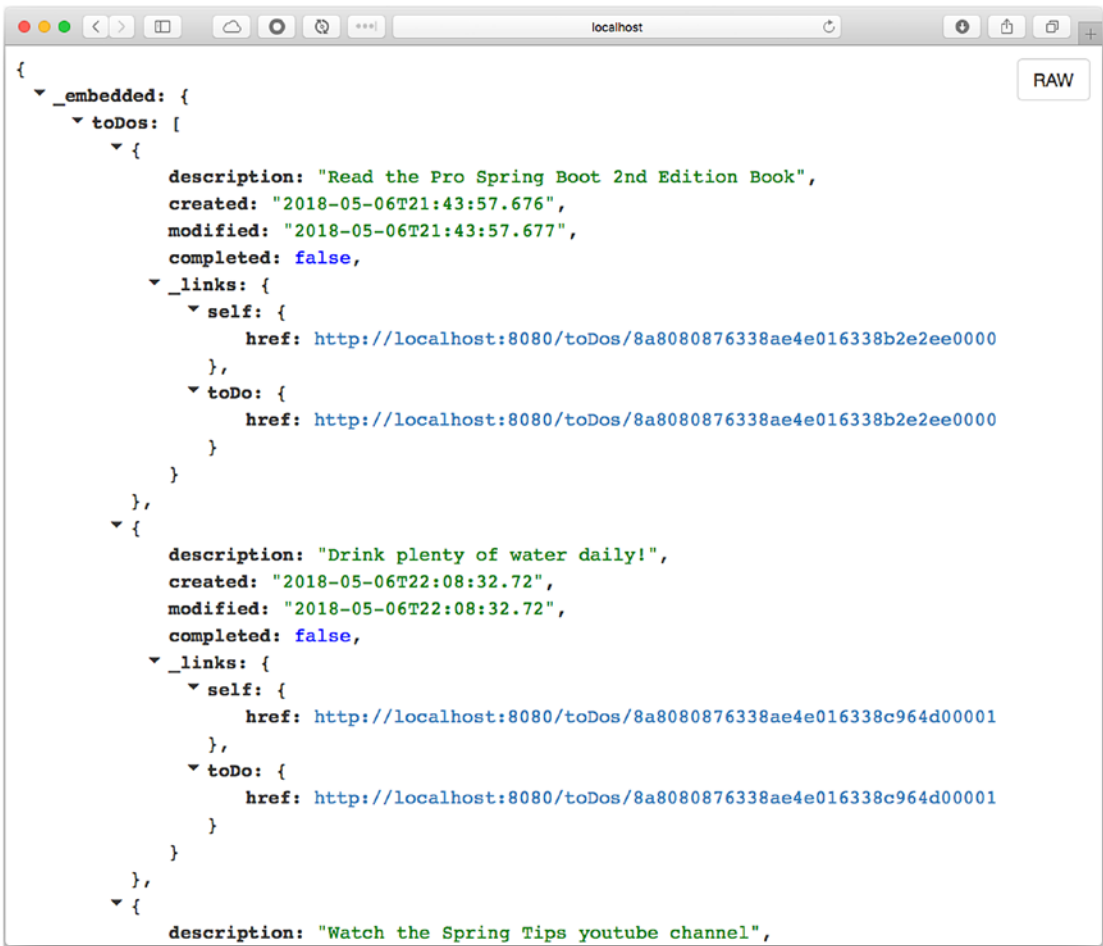 localhost
RAW
{
_embedded: {
toDos: [
{
description: "Read the Pro Spring Boot 2nd Edition Book",
created: "2018-05-06T21:43:57.676",
modified: "2018-05-06T21:43:57.677",
completed: false,
_links: {
self: {
href: http://localhost:8080/toDos/8a8080876338ae4e016338b2e2ee0000
},
toDo: {
href: http://localhost:8080/toDos/8a8080876338ae4e016338b2e2ee0000
}
}
},
{
description: "Drink plenty of water daily!",
created: "2018-05-06T22:08:32.72",
modified: "2018-05-06T22:08:32.72",
completed: false,
_links: {
self: {
href: http://localhost:8080/toDos/8a8080876338ae4e016338c964d00001
},
toDo: {
href: http://localhost:8080/toDos/8a8080876338ae4e016338c964d00001
}
}
},
{
description: "Watch the Spring Tips youtube channel",